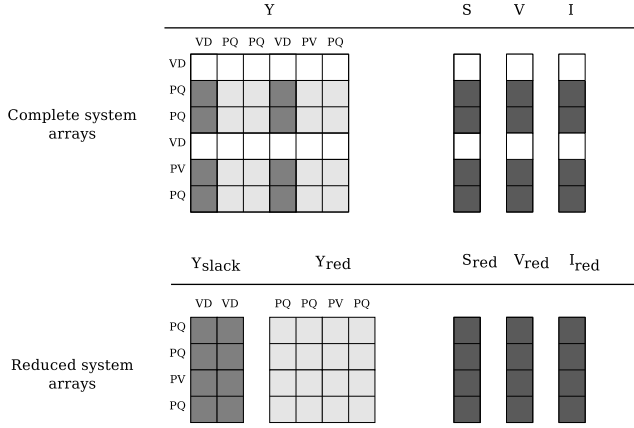 Y S V I
VD PQ PQ VD PV PQ
VD
PQ
Complete system
arrays
PQ
VD
PV
PQ
Yslack Yred Sred Vred Ired
VD VD PQ PQ PV PQ
PQ
PQ
Reduced system
arrays
PV
PQ